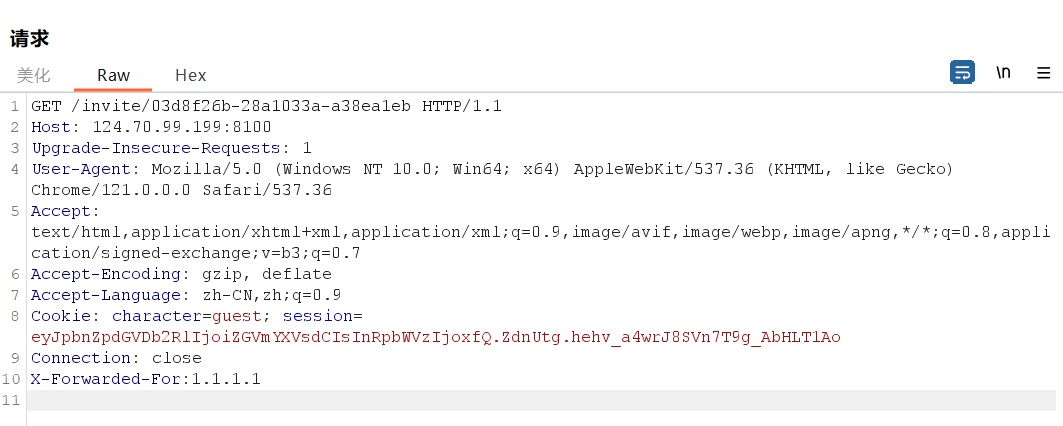 请求
美化 Raw Hex \n
1 GET /invite/03d8f26b-28a1033a-a38ea1eb HTTP/1.1
2 Host: 124.70.99.199:8100
3 Upgrade-Insecure-Requests: 1
4 User-Agent: Mozilla/5.0 (Windows NT 10.0; Win64; x64) AppleWebKit/537.36 (KHTML, like Gecko)
Chrome/121.0.0.0 Safari/537.36
5 Accept:
text/html,application/xhtml+xml,application/xml;q=0.9,image/avif,image/webp,image/apng,*/*;q=0.8,appli
cation/signed-exchange;v=b3;q=0.7
6 Accept-Encoding: gzip, deflate
7 Accept-Language: zh-CN,zh;q=0.9
8 Cookie: character=guest; session=
eyJpbnZpdGVDb2RlIjoiZGVmYXVsdCIsInRpbWVzIjoxfQ.ZdnUtg.hehv_a4wrJ8SVn7T9g_AbHLT1Ao
9 Connection: close
10 X-Forwarded-For:1.1.1.1
11